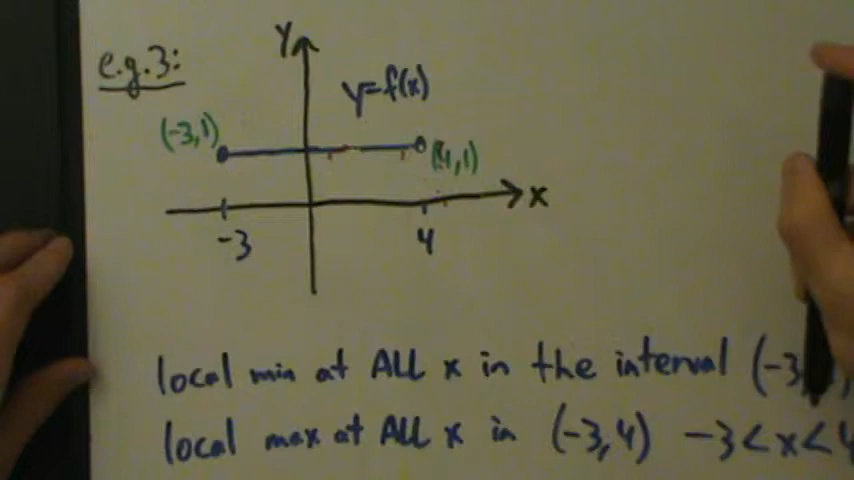 e.g.3:
y
y=f(x)
(-3,1)
(4,1)
x
-3
4
local min at ALL x in the interval (-3,
local max at ALL x in (-3,4) -3<x<4